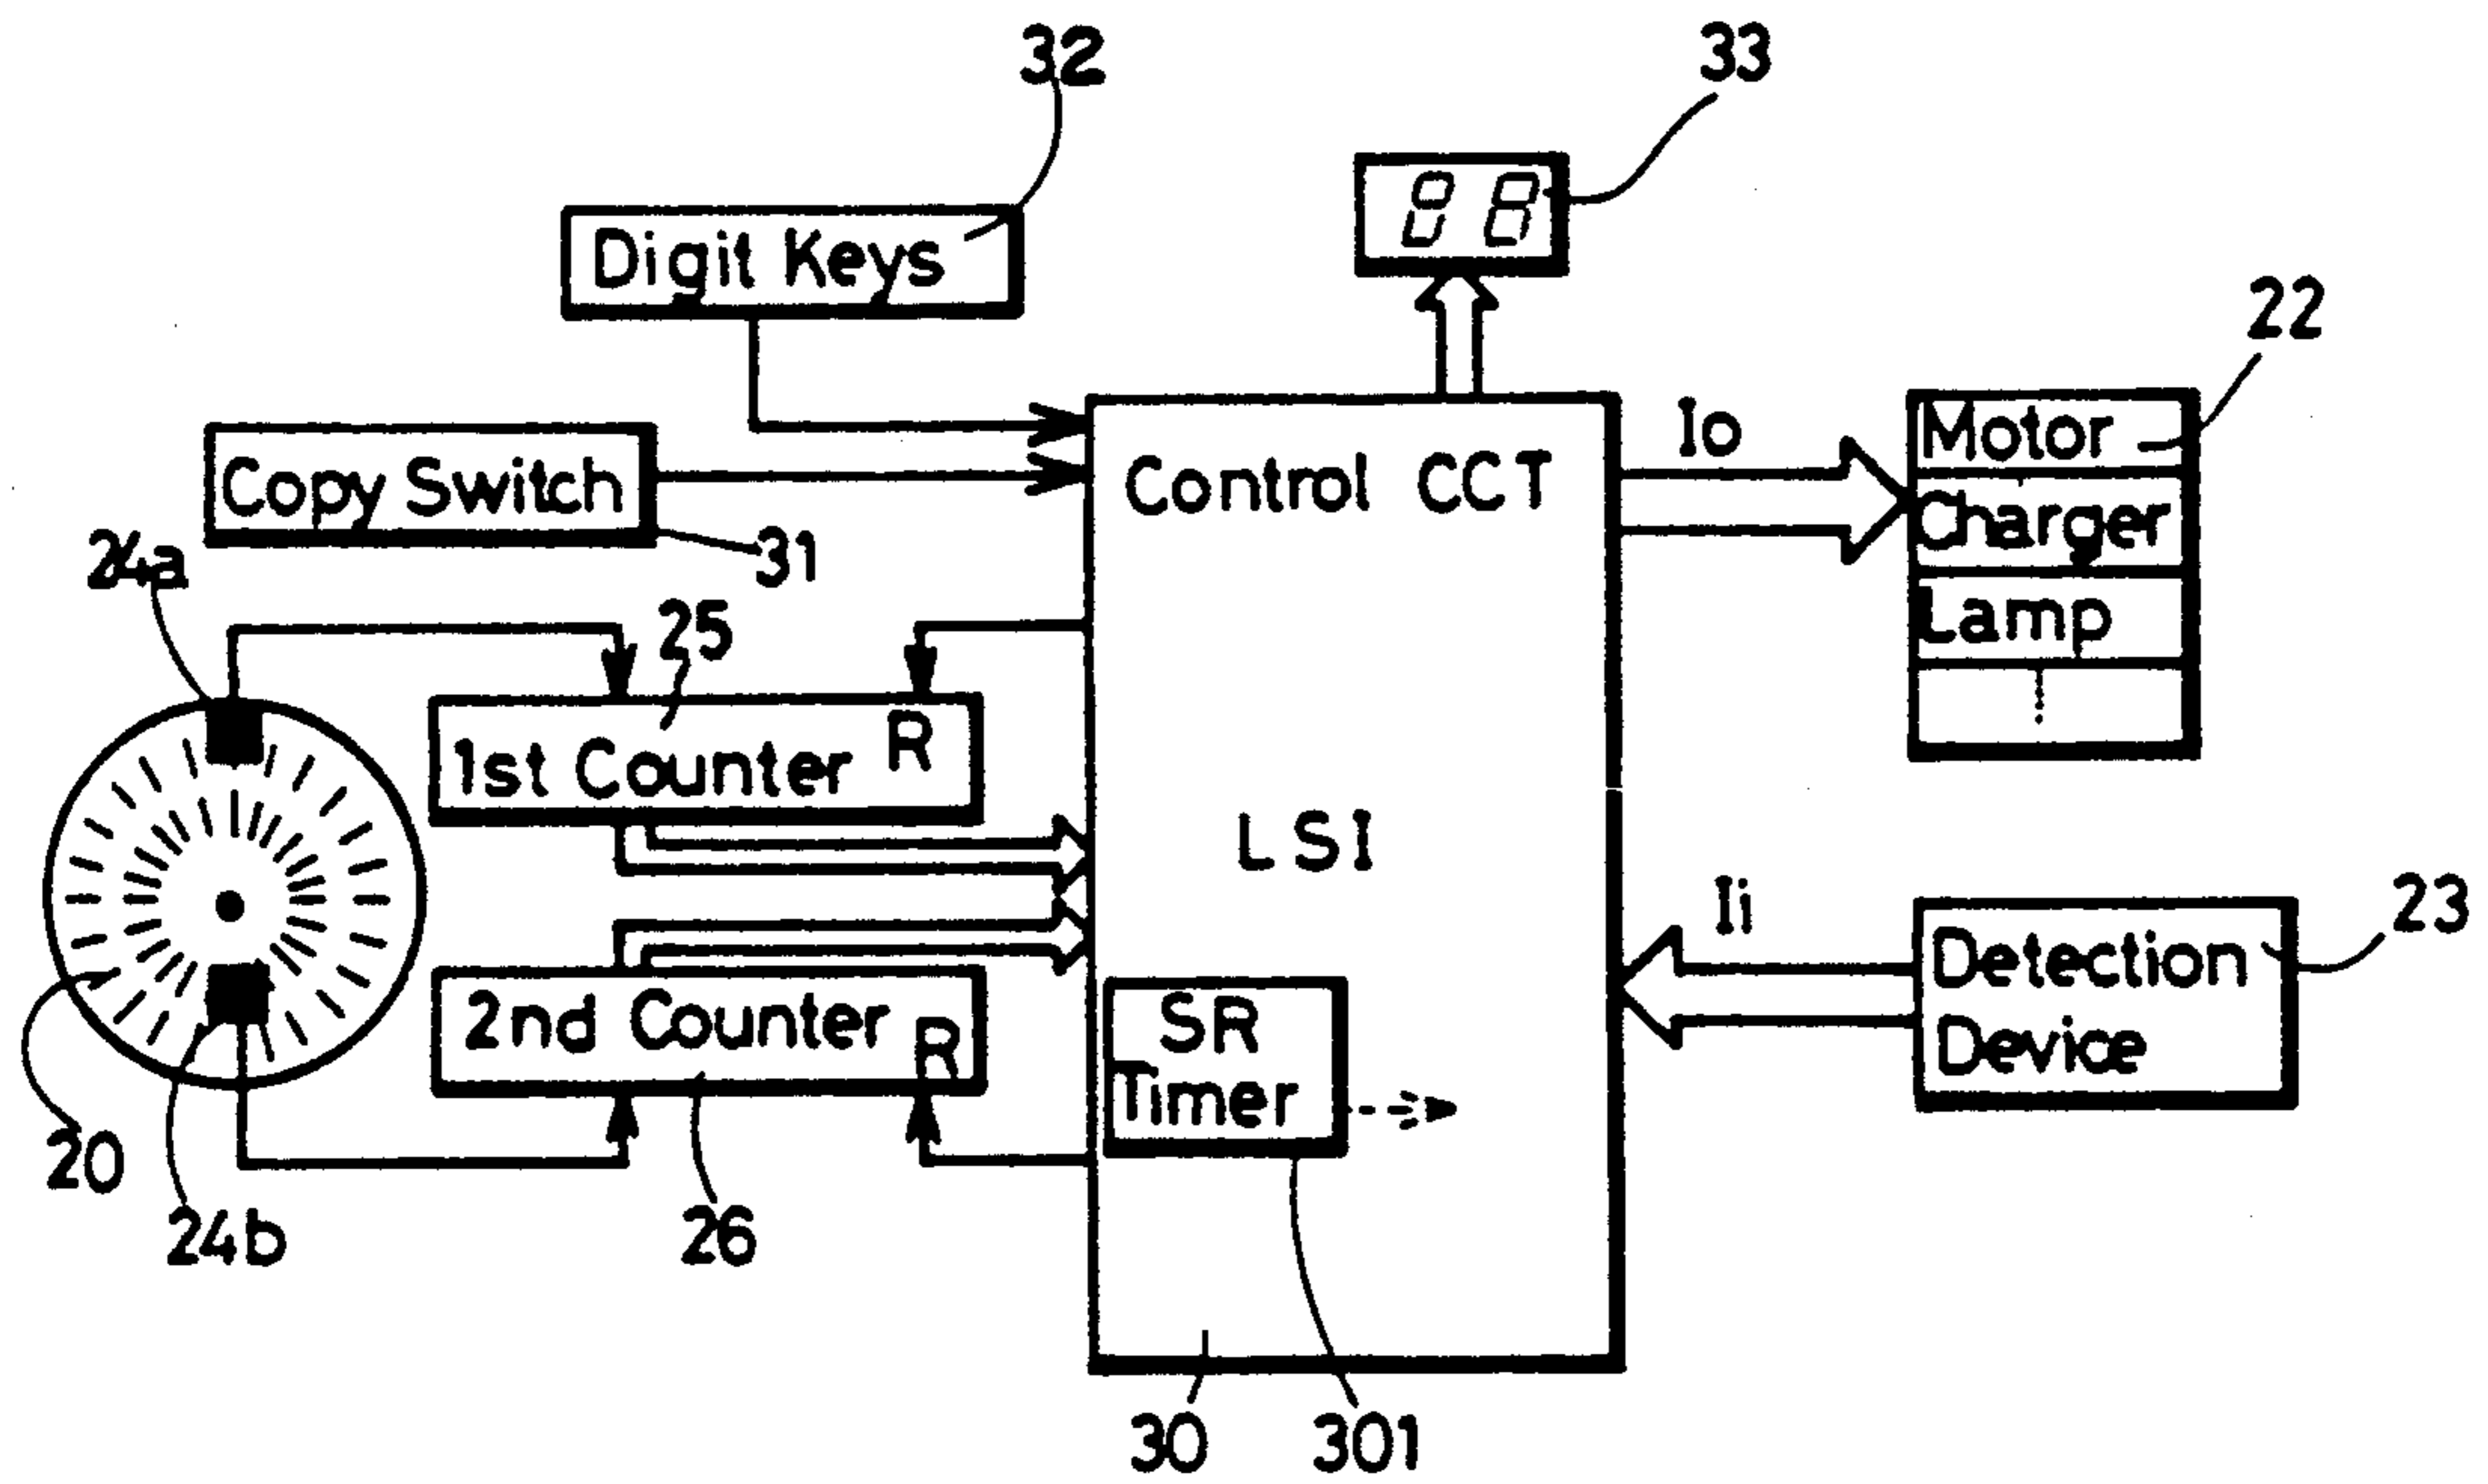 32
33
Digit Keys
88
22
Copy Switch
31
Control CCT
Io
Motor
Charger
Lamp
24a
25
1st Counter R
LSI
Ii
23
Detection
Device
2nd Counter R
SR
Timer
20
24b
26
30
301